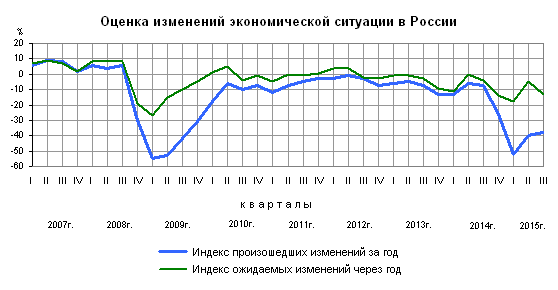 Оценка изменений экономической ситуации в России
%
20
10
0
-10
-20
-30
-40
-50
-60
I II III IV I II III IV I II III IV I II III IV I II III IV I II III IV I II III IV I II III IV I II III
кварталы
2007г. 2008г. 2009г. 2010г. 2011г. 2012г. 2013г. 2014г. 2015г.
Индекс произошедших изменений за год
Индекс ожидаемых изменений через год